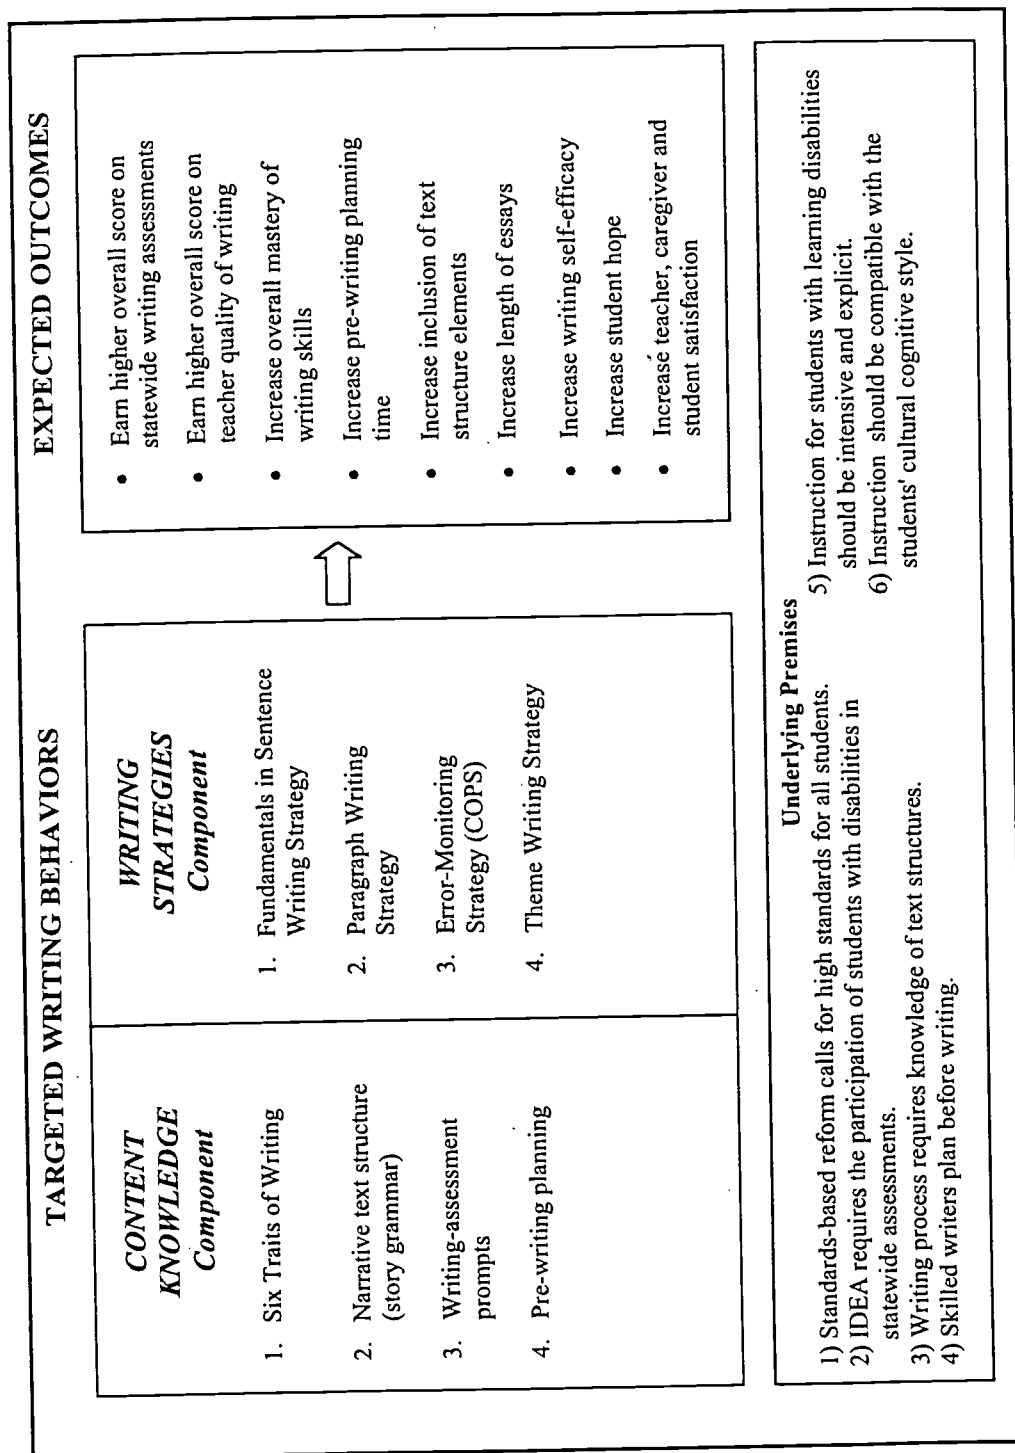 TARGETED WRITING BEHAVIORS
EXPECTED OUTCOMES
CONTENT
KNOWLEDGE
Component
1. Six Traits of Writing
2. Narrative text structure
(story grammar)
3. Writing-assessment
prompts
4. Pre-writing planning
WRITING
STRATEGIES
Component
1. Fundamentals in Sentence
Writing Strategy
2. Paragraph Writing
Strategy
3. Error-Monitoring
Strategy (COPS)
4. Theme Writing Strategy
• Earn higher overall score on
statewide writing assessments
• Earn higher overall score on
teacher quality of writing
• Increase overall mastery of
writing skills
• Increase pre-writing planning
time
• Increase inclusion of text
structure elements
• Increase length of essays
• Increase writing self-efficacy
• Increase student hope
• Increase teacher, caregiver and
student satisfaction
Underlying Premises
1) Standards-based reform calls for high standards for all students.
2) IDEA requires the participation of students with disabilities in
statewide assessments.
3) Writing process requires knowledge of text structures.
4) Skilled writers plan before writing.
5) Instruction for students with learning disabilities
should be intensive and explicit.
6) Instruction should be compatible with the
students' cultural cognitive style.